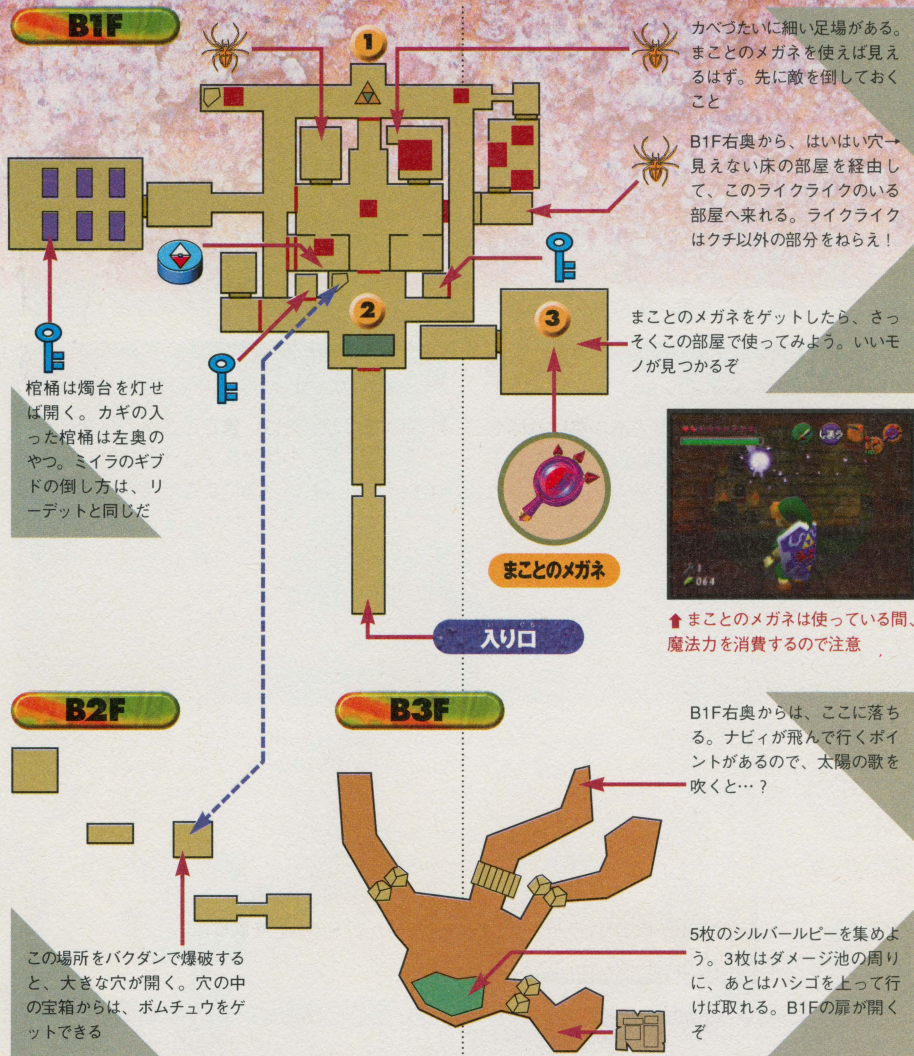 B1F
1
カベづたいに細い足場がある。
まことのメガネを使えば見え
るはず。先に敵を倒しておく
こと
B1F右奥から、はいはい穴→
見えない床の部屋を経由し
て、このライクライクのいる
部屋へ来れる。ライクライク
はクチ以外の部分をねらえ！
2
3
まことのメガネをゲットしたら、さっ
そくこの部屋で使ってみよう。いいモ
ノが見つかるぞ
棺桶は燭台を灯せ
ば開く。カギの入
った棺桶は左奥の
やつ。ミイラのギブ
ドの倒し方は、リ
ーデットと同じだ
まことのメガネ
064
入り口
まことのメガネは使っている間、
魔法力を消費するので注意
B2F
B3F
B1F右奥からは、ここに落ち
る。ナビィが飛んで行くポイ
ントがあるので、太陽の歌を
吹くと…？
この場所をバクダンで爆破する
と、大きな穴が開く。穴の中
の宝箱からは、ボムチュウをゲ
ットできる
5枚のシルバールピーを集めよ
う。3枚はダメージ池の周り
に、あとはハシゴを上って行
けば取れる。B1Fの扉が開く
ぞ